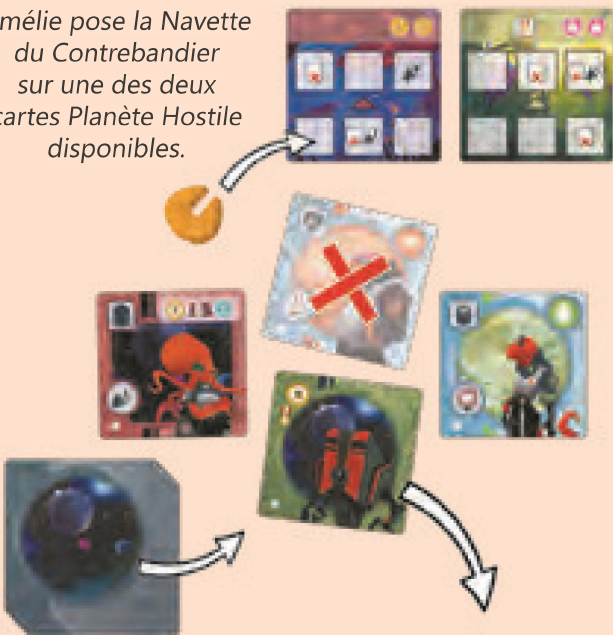 mélie pose la Navette
du Contrebandier
sur une des deux
cartes Planète Hostile
disponibles.